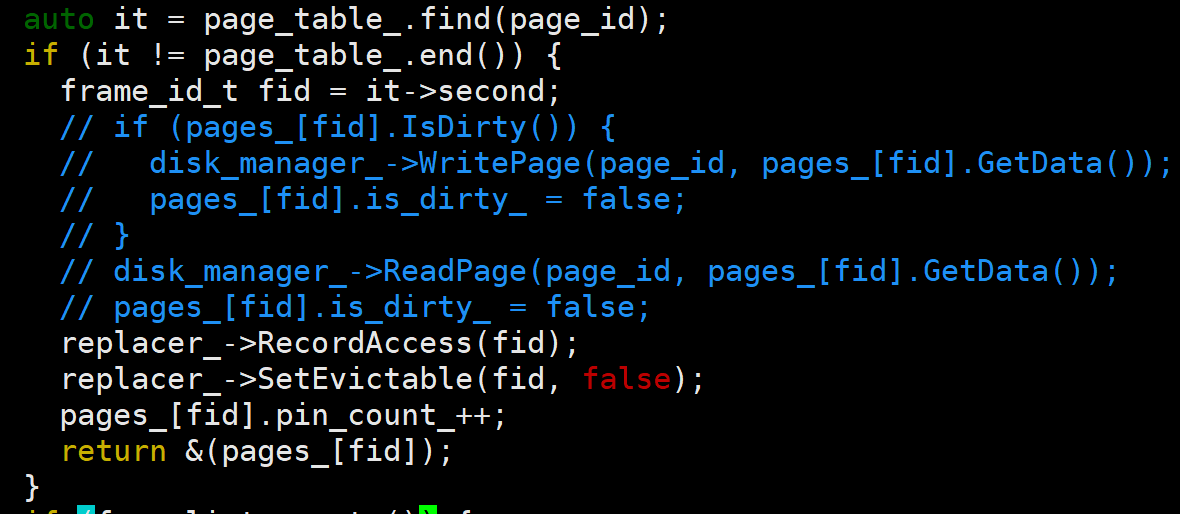 auto it = page_table_.find(page_id);
if (it != page_table_.end()) {
  frame_id_t fid = it->second;
  // if (pages_[fid].IsDirty()) {
  //   disk_manager_->WritePage(page_id, pages_[fid].GetData());
  //   pages_[fid].is_dirty_ = false;
  // }
  // disk_manager_->ReadPage(page_id, pages_[fid].GetData());
  // pages_[fid].is_dirty_ = false;
  replacer_->RecordAccess(fid);
  replacer_->SetEvictable(fid, false);
  pages_[fid].pin_count_++;
  return &(pages_[fid]);
}